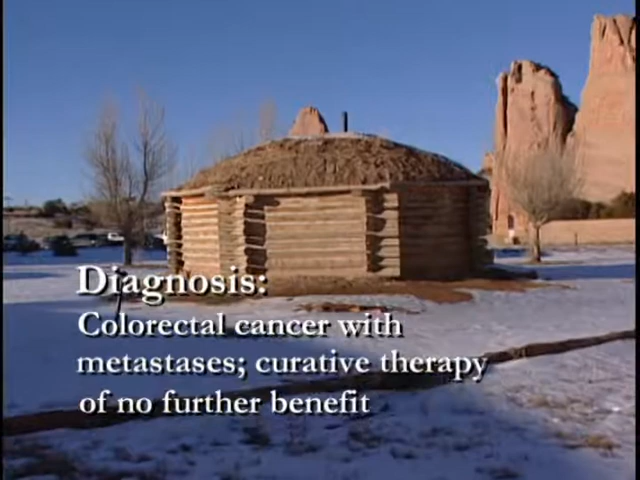 Diagnosis:
Colorectal cancer with
metastases; curative therapy
of no further benefit